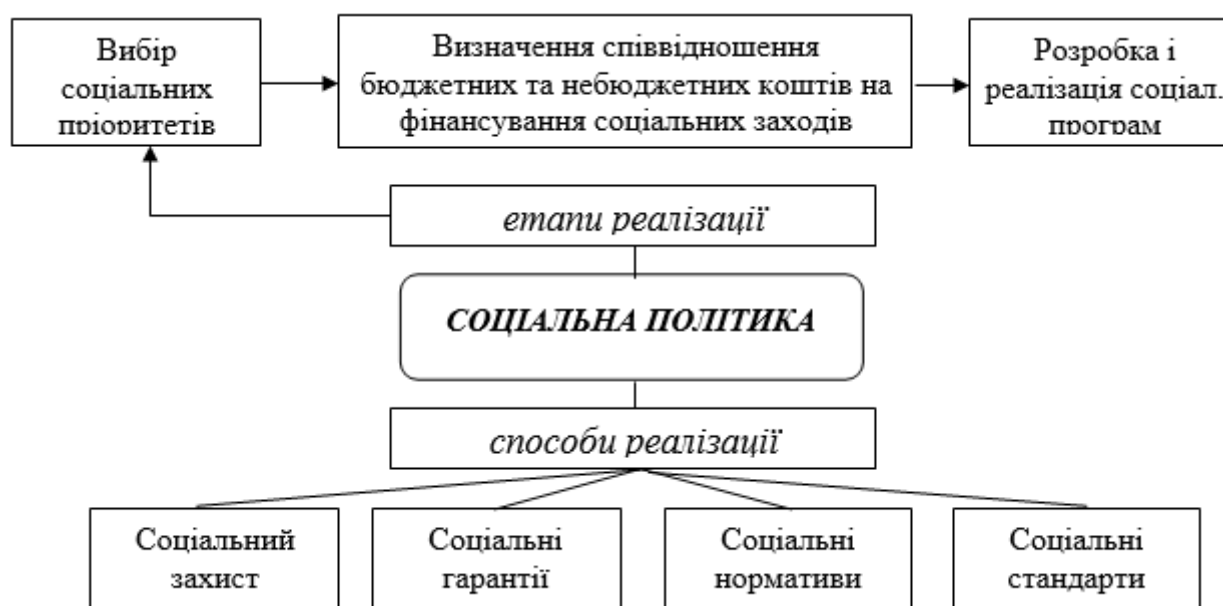 Вибір
соціальних
пріоритетів
Визначення співвідношення
бюджетних та небюджетних коштів на
фінансування соціальних заходів
Розробка і
реалізація соціал.
програм
етапи реалізації
СОЦІАЛЬНА ПОЛІТИКА
способи реалізації
Соціальний
захист
Соціальні
гарантії
Соціальні
нормативи
Соціальні
стандарти